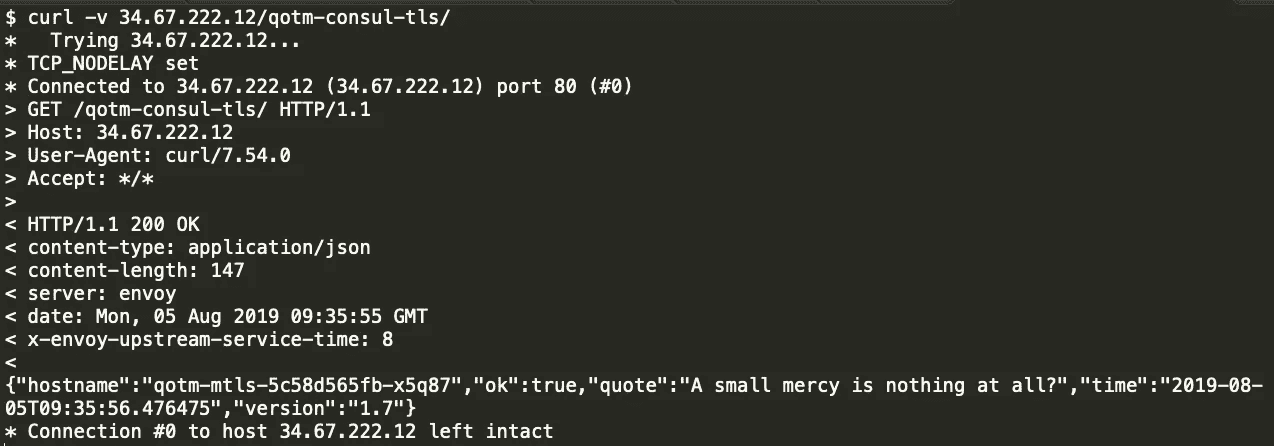 $ curl -v 34.67.222.12/qotm-consul-tls/
*   Trying 34.67.222.12...
* TCP_NODELAY set
* Connected to 34.67.222.12 (34.67.222.12) port 80 (#0)
> GET /qotm-consul-tls/ HTTP/1.1
> Host: 34.67.222.12
> User-Agent: curl/7.54.0
> Accept: */*
>
< HTTP/1.1 200 OK
< content-type: application/json
< content-length: 147
< server: envoy
< date: Mon, 05 Aug 2019 09:35:55 GMT
< x-envoy-upstream-service-time: 8
<
{"hostname":"qotm-mtls-5c58d565fb-x5q87","ok":true,"quote":"A small mercy is nothing at all?","time":"2019-08-
05T09:35:56.476475","version":"1.7"}
* Connection #0 to host 34.67.222.12 left intact